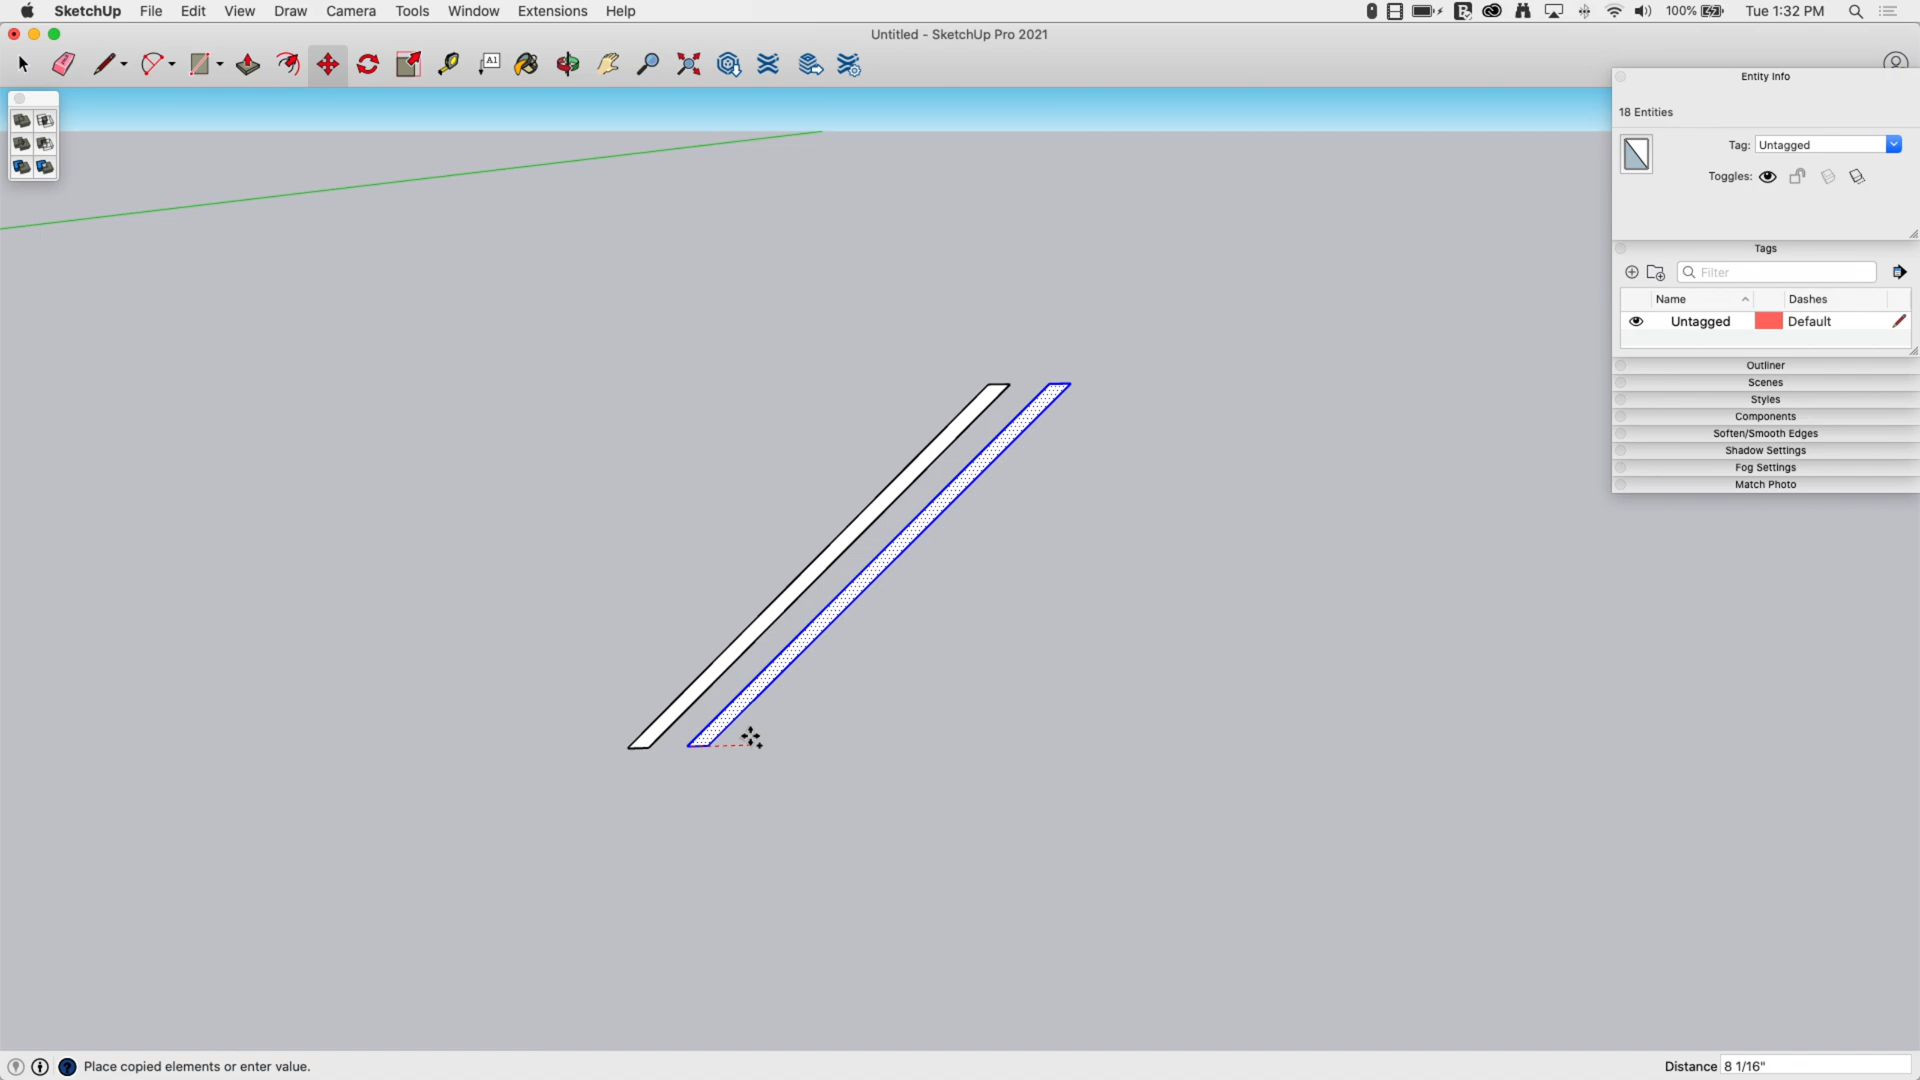 SketchUp File Edit View Draw Camera Tools Window Extensions Help
100% Tue 1:32 PM
Untitled - SketchUp Pro 2021
A1
Entity Info
18 Entities
Tag: Untagged
Toggles:
Tags
Filter
Name Dashes
Untagged Default
Outliner
Scenes
Styles
Components
Soften/Smooth Edges
Shadow Settings
Fog Settings
Match Photo
Place copied elements or enter value.
Distance 8 1/16"